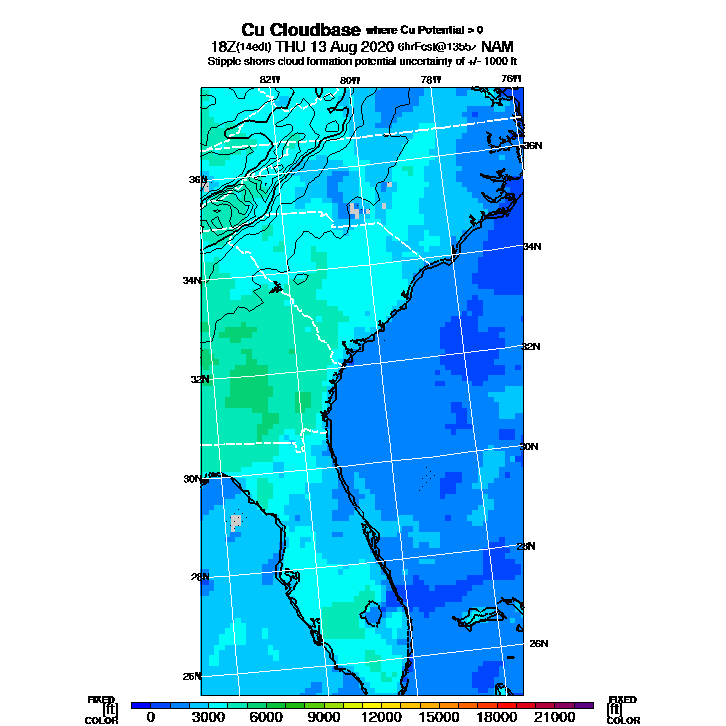 Cu Cloudbase where Cu Potential > 0
18Z(14edt) THU 13 Aug 2020 6hrFcst@1355z NAM
Stipple shows cloud formation potential uncertainty of +/- 1000 ft
82W 80W 78W 76W
36N
36N
34N
34N
32N
32N
30N
30N
28N
28N
26N
26N
FIXED FIXED
[ft] [ft]
COLOR 0 3000 6000 9000 12000 15000 18000 21000 COLOR